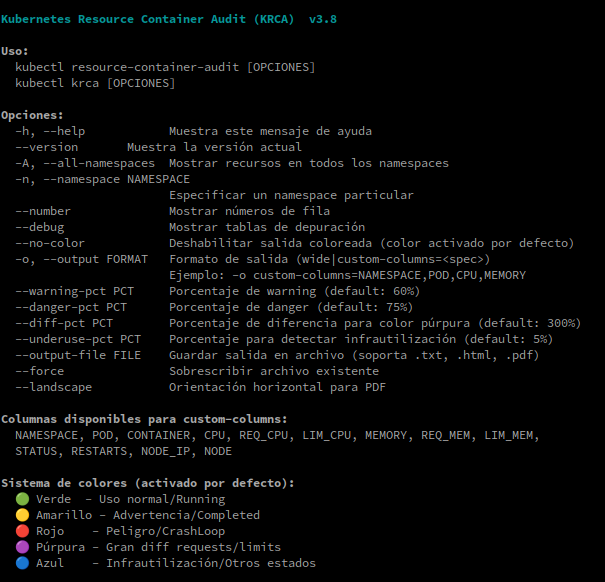 Kubernetes Resource Container Audit (KRCA)  v3.8
Uso:
kubectl resource-container-audit [OPCIONES]
kubectl krca [OPCIONES]
Opciones:
-h, --help            Muestra este mensaje de ayuda
--version       Muestra la versión actual
-A, --all-namespaces  Mostrar recursos en todos los namespaces
-n, --namespace NAMESPACE
Especificar un namespace particular
--number              Mostrar números de fila
--debug               Mostrar tablas de depuración
--no-color            Deshabilitar salida coloreada (color activado por defecto)
-o, --output FORMAT   Formato de salida (wide|custom-columns=<spec>)
Ejemplo: -o custom-columns=NAMESPACE,POD,CPU,MEMORY
--warning-pct PCT     Porcentaje de warning (default: 60%)
--danger-pct PCT      Porcentaje de danger (default: 75%)
--diff-pct PCT        Porcentaje de diferencia para color púrpura (default: 300%)
--underuse-pct PCT    Porcentaje para detectar infrautilización (default: 5%)
--output-file FILE    Guardar salida en archivo (soporta .txt, .html, .pdf)
--force               Sobrescribir archivo existente
--landscape           Orientación horizontal para PDF
Columnas disponibles para custom-columns:
NAMESPACE, POD, CONTAINER, CPU, REQ_CPU, LIM_CPU, MEMORY, REQ_MEM, LIM_MEM,
STATUS, RESTARTS, NODE_IP, NODE
Sistema de colores (activado por defecto):
🟢 Verde  - Uso normal/Running
🟡 Amarillo - Advertencia/Completed
🔴 Rojo    - Peligro/CrashLoop
🟣 Púrpura - Gran diff requests/limits
🔵 Azul    - Infrautilización/Otros estados